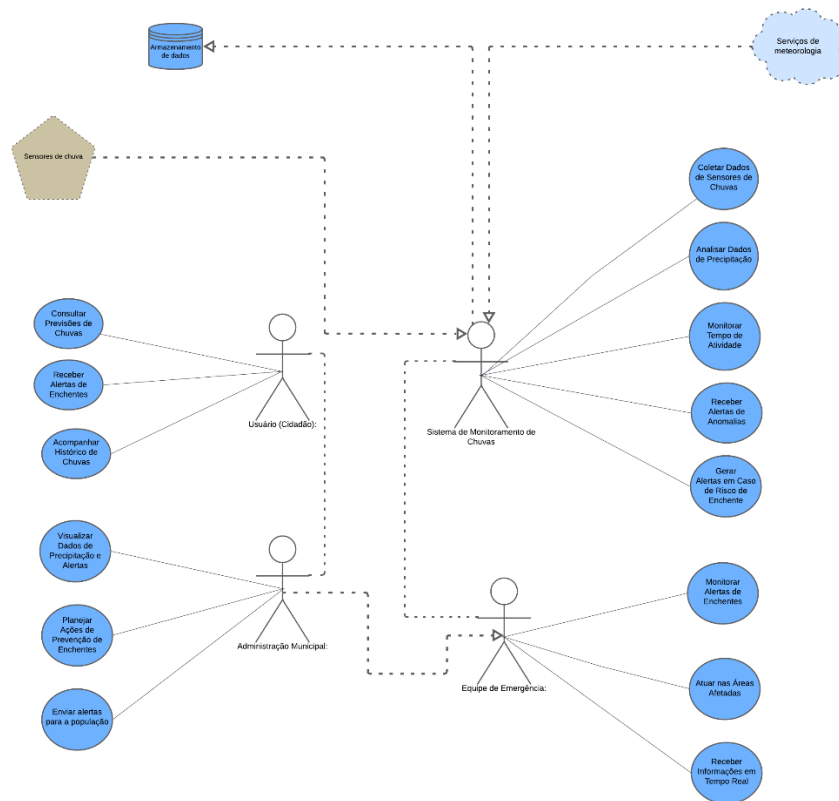 Armazenamento
de dados
Serviços de
meteorologia
Sensores de chuva
Coletar Dados
de Sensores de
Chuvas
Analisar Dados
de Precipitação
Consultar
Previsões de
Chuvas
Monitorar
Tempo de
Atividade
Receber
Alertas de
Enchentes
Usuário (Cidadão):
Sistema de Monitoramento de
Chuvas
Receber
Alertas de
Anomalias
Acompanhar
Histórico de
Chuvas
Gerar
Alertas em Caso
de Risco de
Enchente
Visualizar
Dados de
Precipitação e
Alertas
Monitorar
Alertas de
Enchentes
Planejar
Ações de
Prevenção de
Enchentes
Administração Municipal:
Equipe de Emergência:
Atuar nas Áreas
Afetadas
Enviar alertas
para a população
Receber
Informações em
Tempo Real